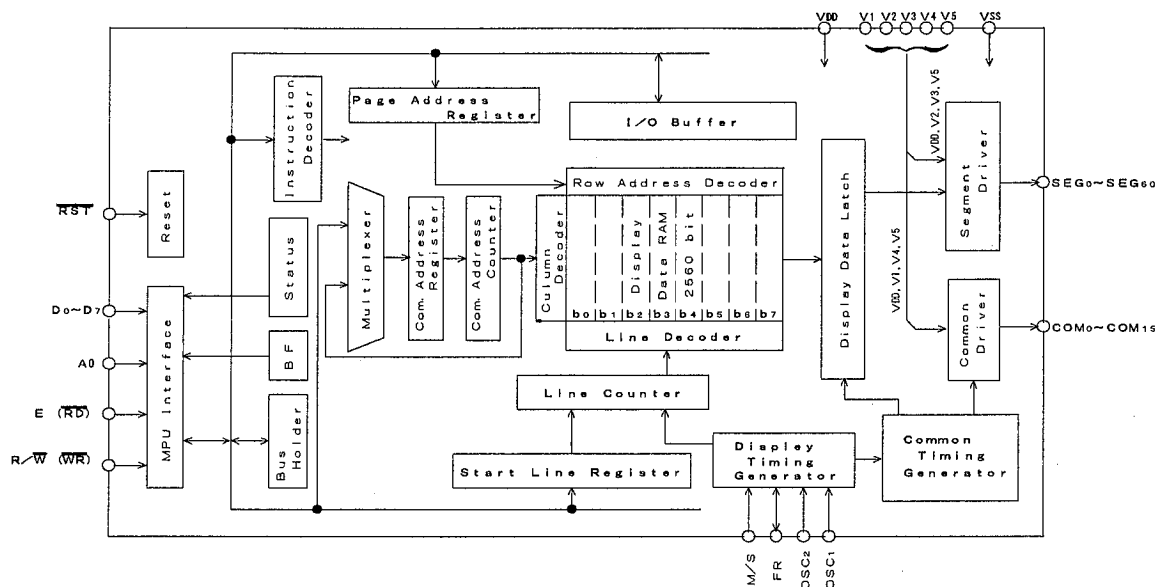 VDD V1 V2 V3 V4 V5 VSS
Page Address
Register
I/O Buffer
Instruction
Decoder
VDD, V2, V3, V5
Segment
Driver
SEG0~SEG60
RST
Reset
Status
Multiplexer
Com. Address
Register
Com. Address
Counter
Culumn
Decoder
Row Address Decoder
Display
Data RAM
2560 bit
b0 b1 b2 b3 b4 b5 b6 b7
Line Decoder
Display Data Latch
VDD, V1, V4, V5
Common
Driver
COM0~COM15
D0~D7
A0
E (RD)
R/W (WR)
MPU Interface
BF
Bus
Holder
Line Counter
Start Line Register
Display
Timing
Generator
Common
Timing
Generator
M/S
FR
OSC2
OSC1